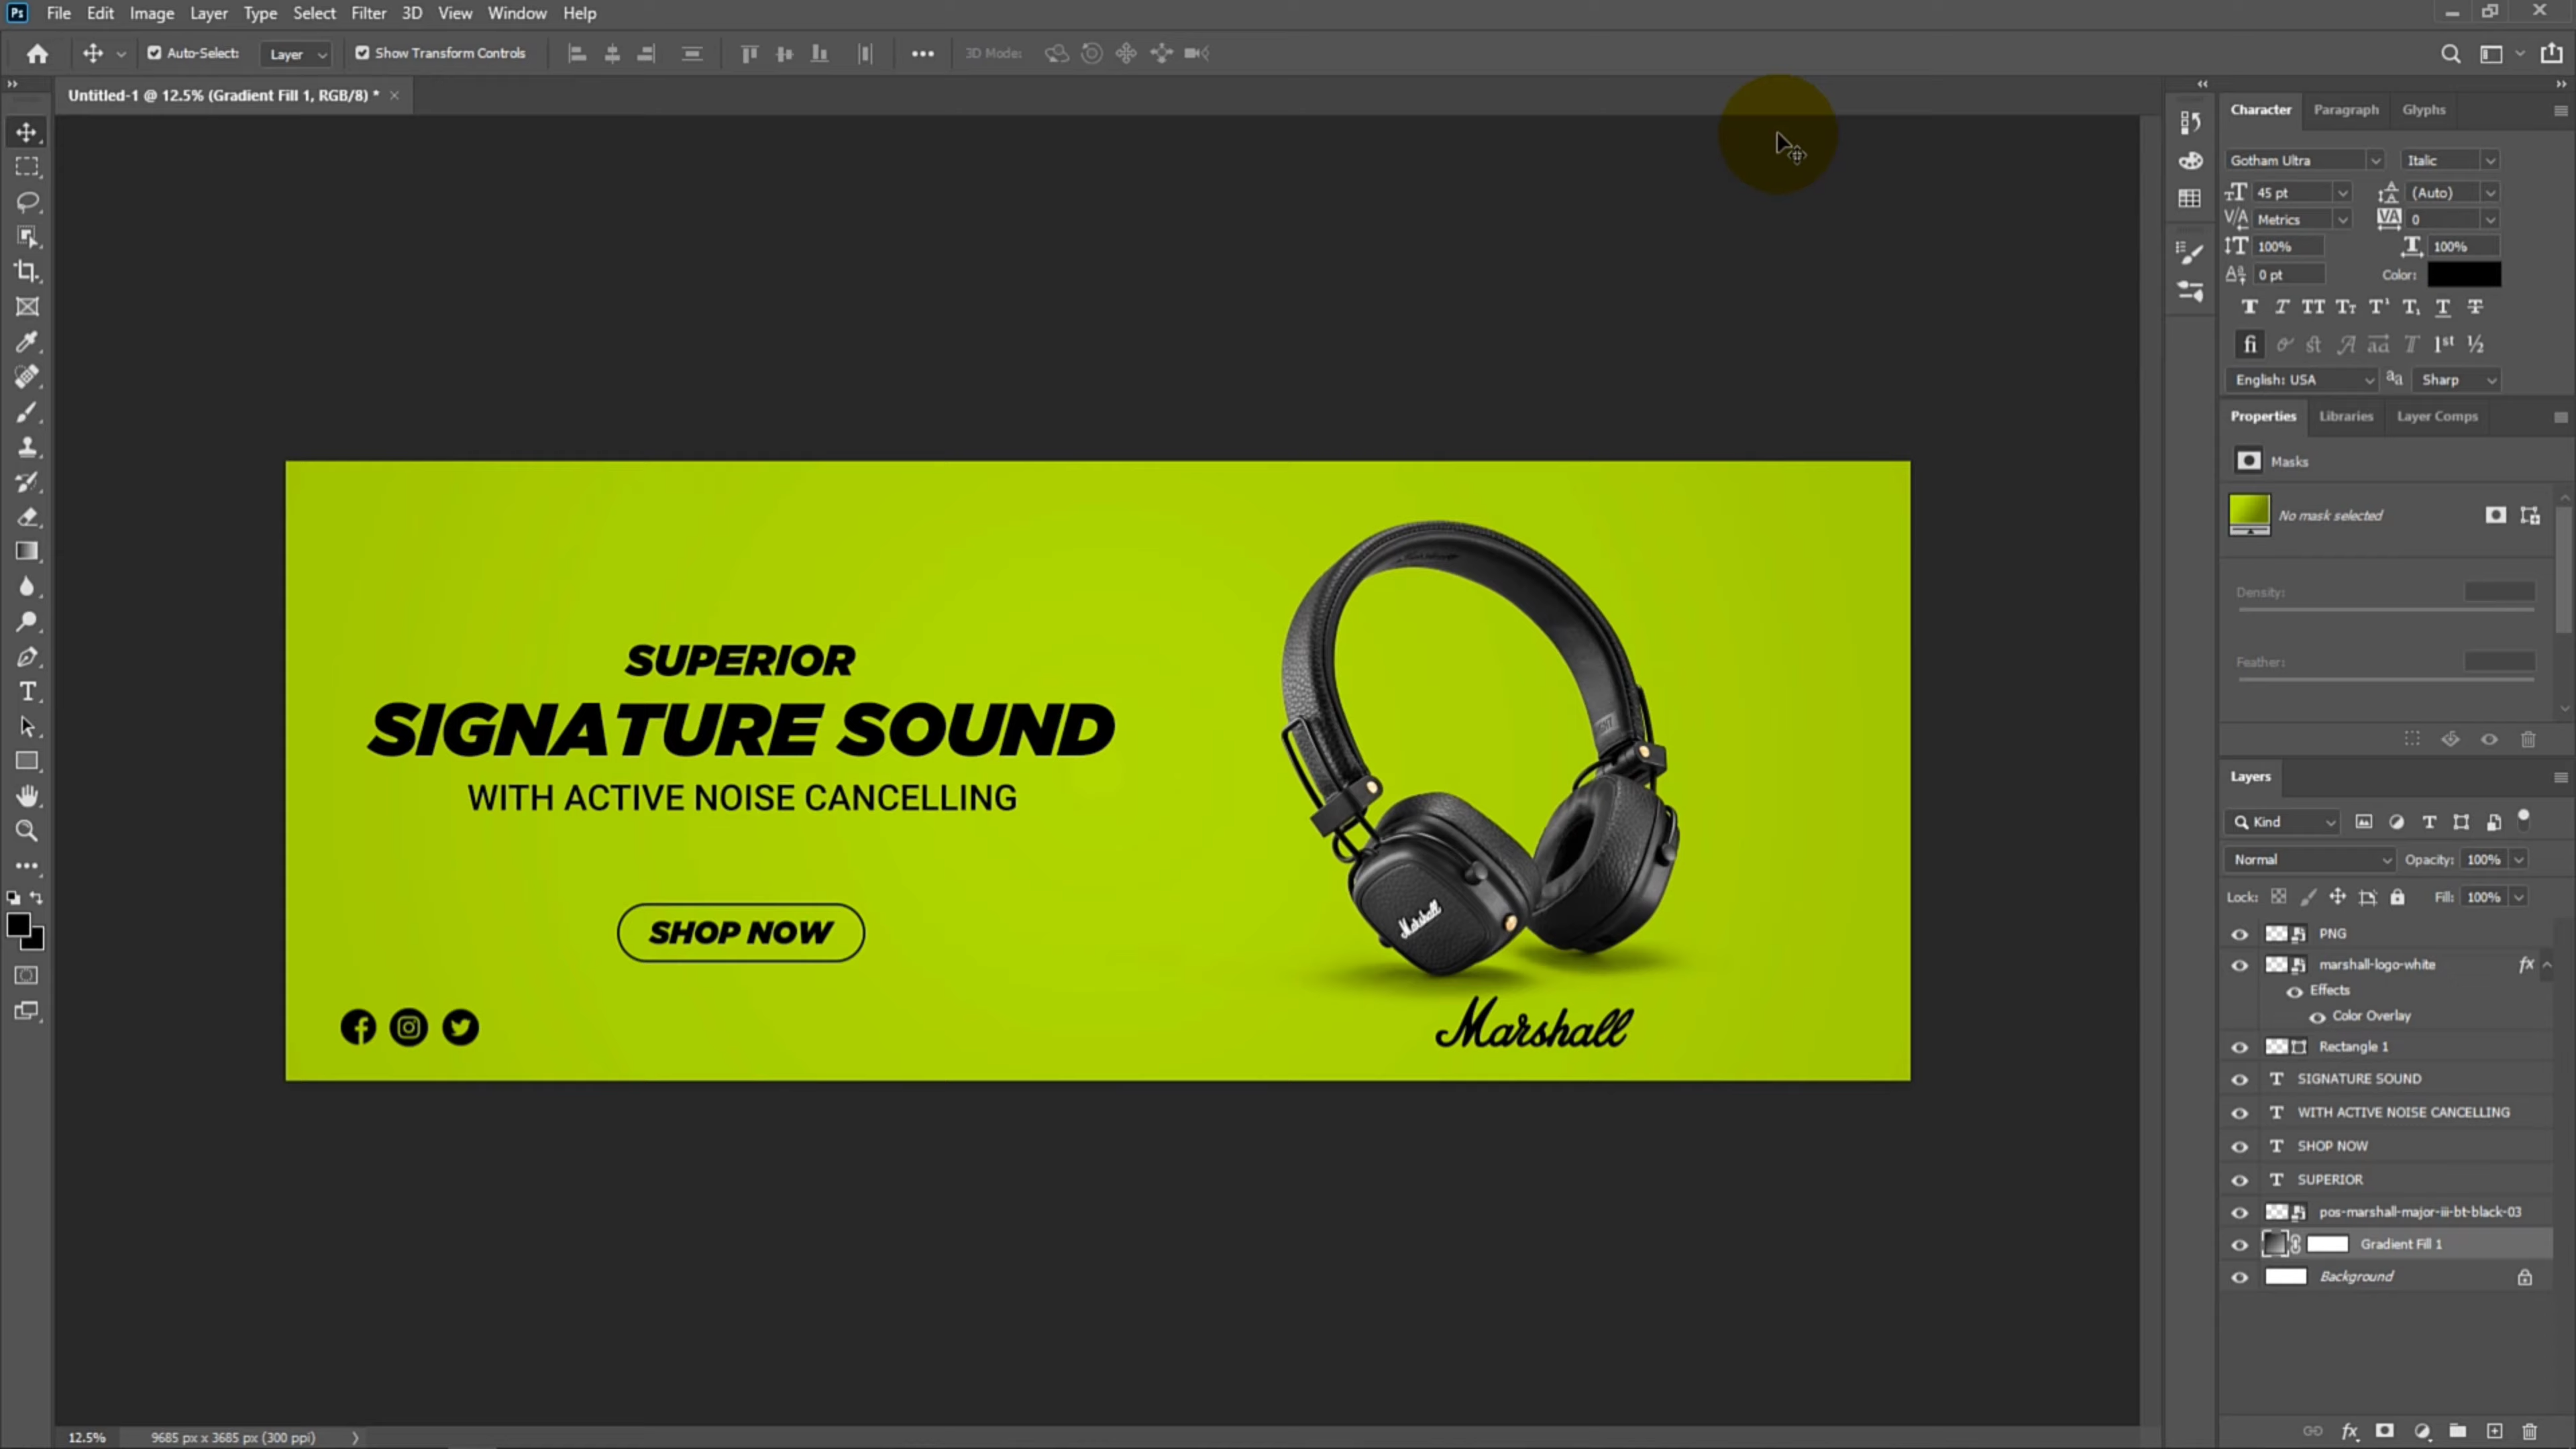 Ps File Edit Image Layer Type Select Filter 3D View Window Help
Auto-Select: Layer Show Transform Controls 3D Mode:
Untitled-1 @ 12.5% (Gradient Fill 1, RGB/8) *
SUPERIOR
SIGNATURE SOUND
WITH ACTIVE NOISE CANCELLING
SHOP NOW
Marshall
Marshall
12.5% 9685 px x 3685 px (300 ppi)
Character Paragraph Glyphs
Gotham Ultra Italic
45 pt (Auto)
Metrics 0
100% 100%
0 pt Color:
English: USA Sharp
Properties Libraries Layer Comps
Masks
No mask selected
Density:
Feather:
Layers
Kind
Normal Opacity: 100%
Lock: Fill: 100%
PNG
marshall-logo-white fx
Effects
Color Overlay
Rectangle 1
SIGNATURE SOUND
WITH ACTIVE NOISE CANCELLING
SHOP NOW
SUPERIOR
pos-marshall-major-iii-bt-black-03
Gradient Fill 1
Background
fx